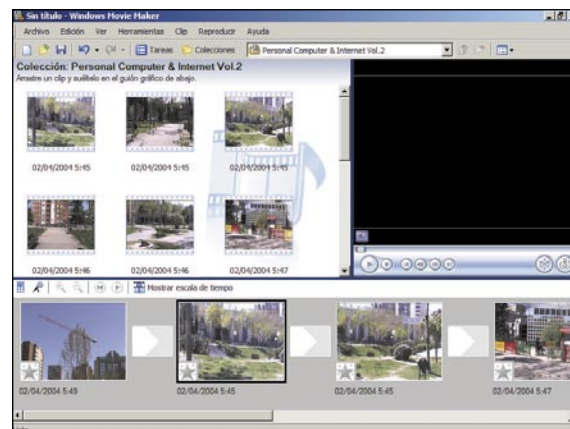 Sin título - Windows Movie Maker
Archivo Edición Ver Herramientas Clip Reproducir Ayuda
Tareas Colecciones Personal Computer & Internet Vol.2
Colección: Personal Computer & Internet Vol.2
Arrastre un clip y suéltelo en el guión gráfico de abajo.
02/04/2004 5:45 02/04/2004 5:45 02/04/2004 5:45
02/04/2004 5:46 02/04/2004 5:46 02/04/2004 5:47
Mostrar escala de tiempo
02/04/2004 5:49 02/04/2004 5:45 02/04/2004 5:45 02/04/2004 5:47